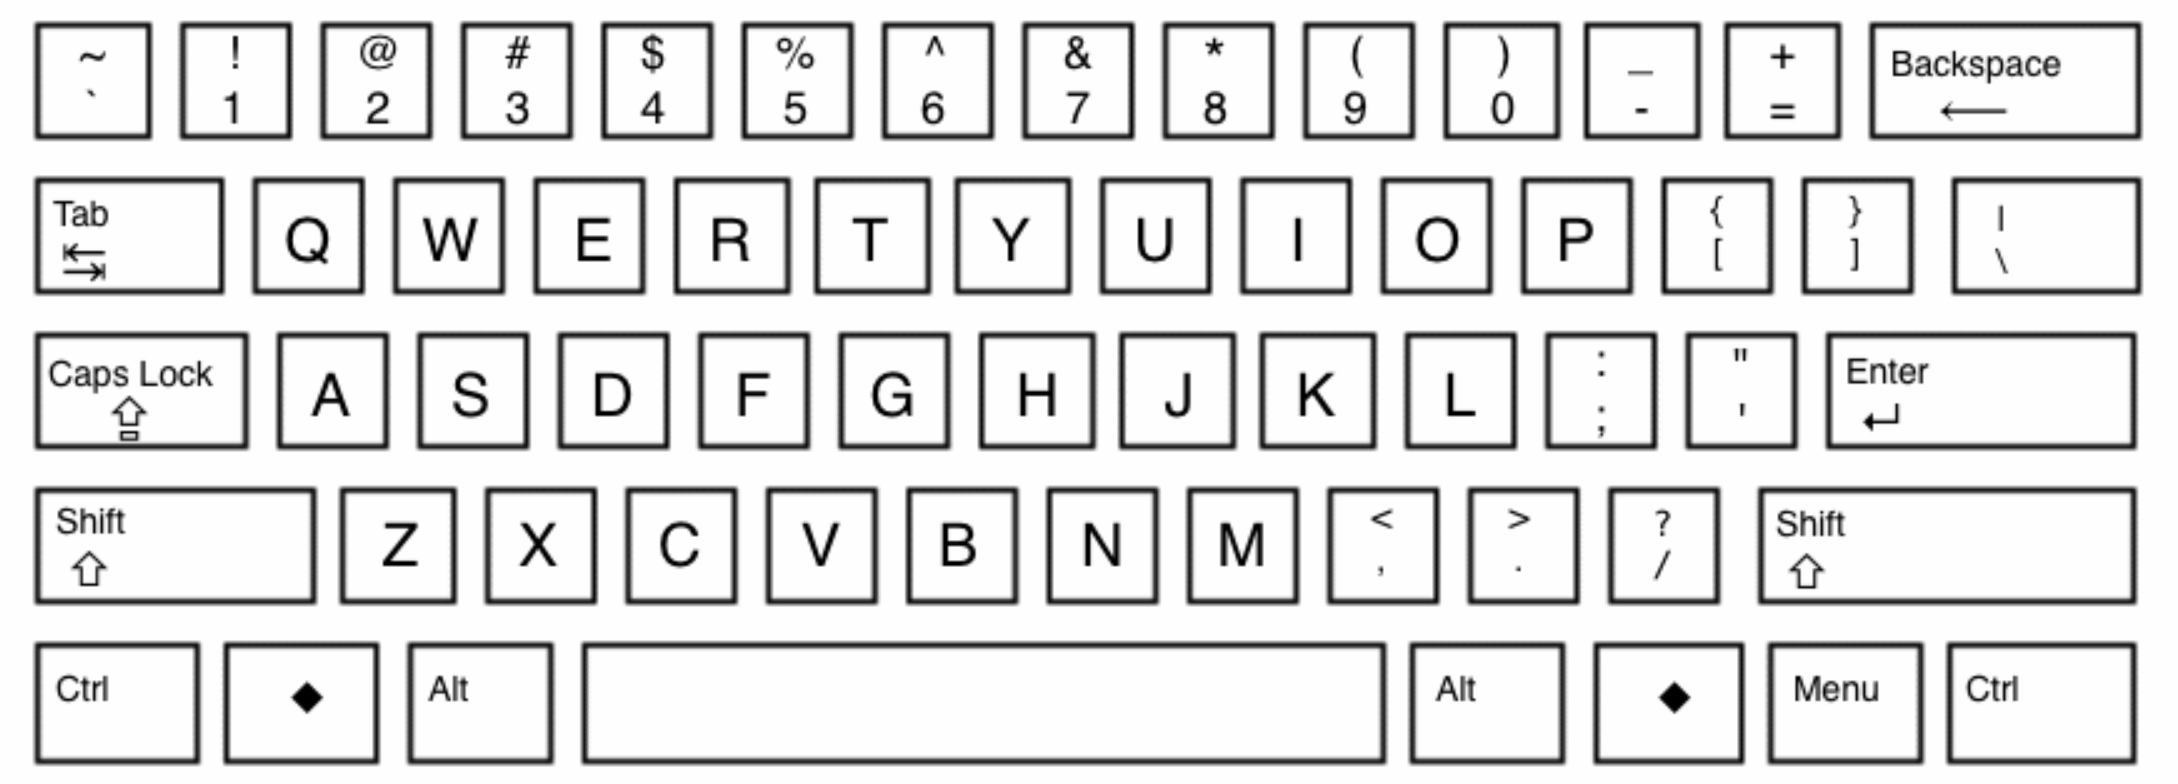 ~ ! @ # $ % ^ & * ( ) _ + Backspace
` 1 2 3 4 5 6 7 8 9 0 - = ←
Tab Q W E R T Y U I O P { } |
[ ] \
Caps Lock A S D F G H J K L : " Enter
; '
Shift Z X C V B N M < > ? Shift
, . /
Ctrl ◆ Alt Alt ◆ Menu Ctrl